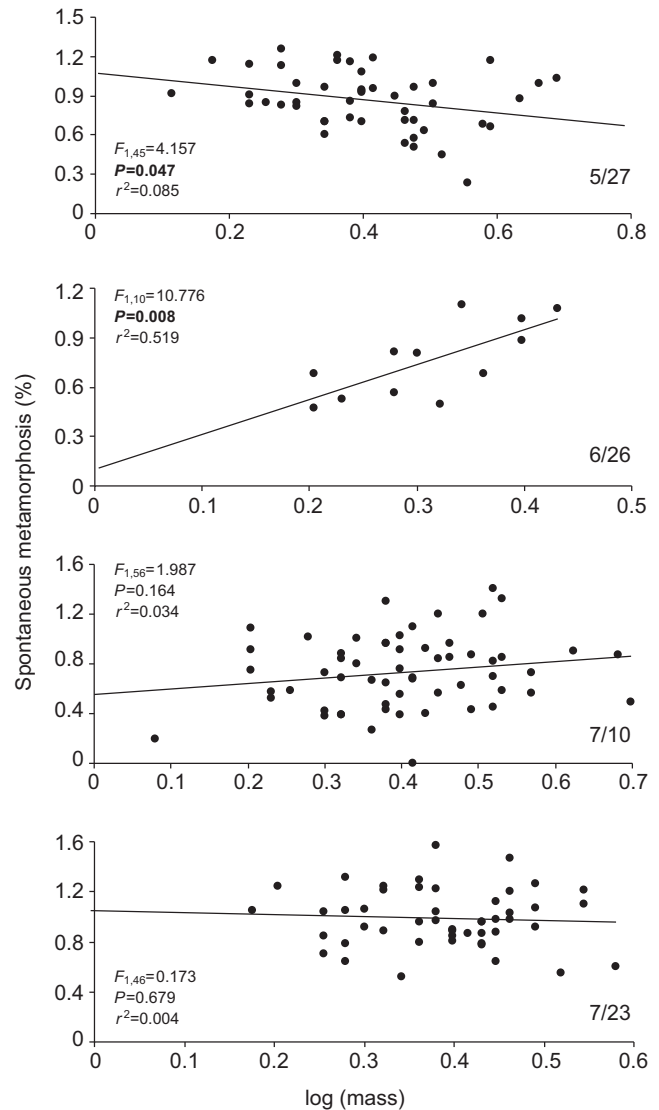 Spontaneous metamorphosis (%)
1.5
1.2
0.9
0.6
0.3
0
F1,45=4.157
P=0.047
r2=0.085
5/27
0 0.2 0.4 0.6 0.8
1.2
0.9
0.6
0.3
0
F1,10=10.776
P=0.008
r2=0.519
6/26
0 0.1 0.2 0.3 0.4 0.5
1.6
1.2
0.8
0.4
0
F1,56=1.987
P=0.164
r2=0.034
7/10
0 0.1 0.2 0.3 0.4 0.5 0.6 0.7
1.6
1.2
0.8
0.4
0
F1,46=0.173
P=0.679
r2=0.004
7/23
0 0.1 0.2 0.3 0.4 0.5 0.6
log (mass)